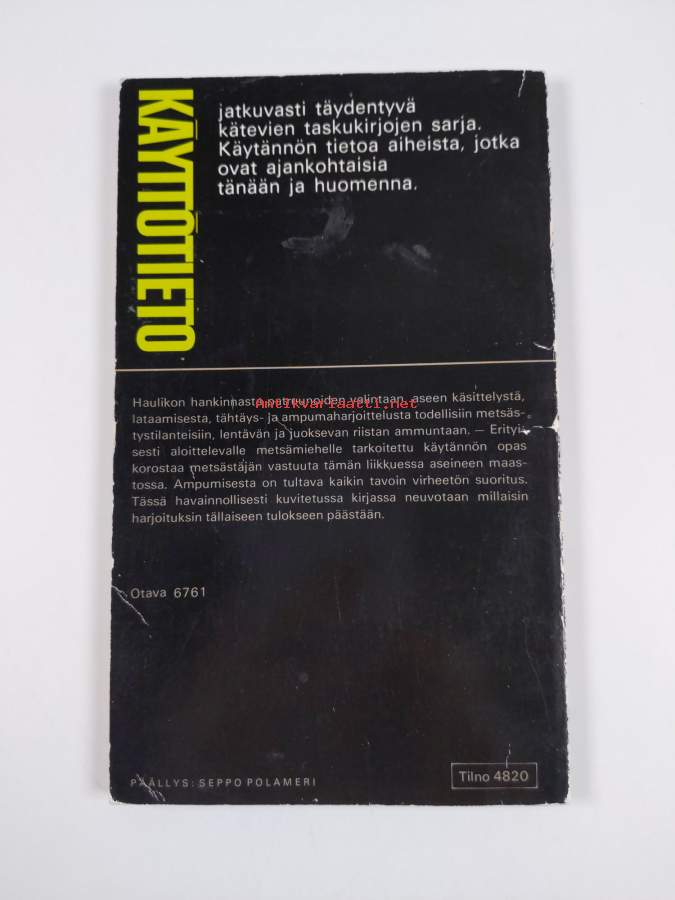 KÄYTTÖTIETO
jatkuvasti täydentyvä
kätevien taskukirjojen sarja.
Käytännön tietoa aiheista, jotka
ovat ajankohtaisia
tänään ja huomenna.
Haulikon hankinnasta patruunoiden valintaan, aseen käsittelystä,
antikvariaatti.net
lataamisesta, tähtäys- ja ampumaharjoittelusta todellisiin metsäs-
tystilanteisiin, lentävän ja juoksevan riistan ammuntaan. — Erityi-
sesti aloittelevalle metsämiehelle tarkoitettu käytännön opas
korostaa metsästäjän vastuuta tämän liikkuessa aseineen maas-
tossa. Ampumisesta on tultava kaikin tavoin virheetön suoritus.
Tässä havainnollisesti kuvitetussa kirjassa neuvotaan millaisin
harjoituksin tällaiseen tulokseen päästään.
Otava 6761
PÄÄLLYS: SEPPO POLAMERI
Tilno 4820